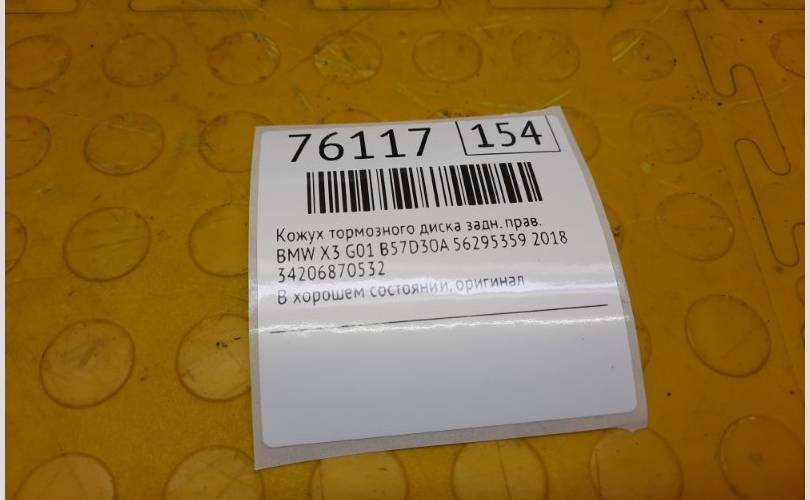 76117 154
Кожух тормозного диска задн. прав.
BMW X3 G01 B57D30A 56295359 2018
34206870532
В хорошем состоянии, оригинал